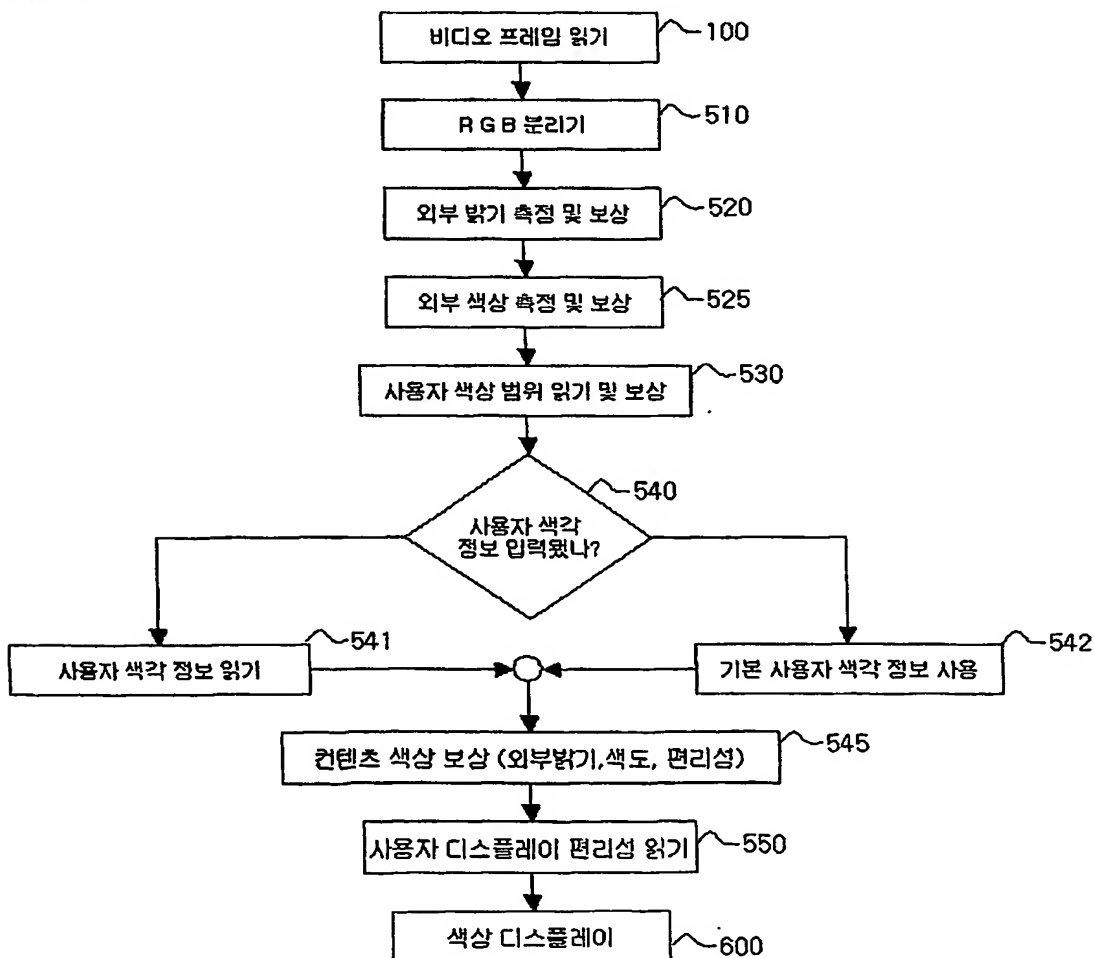 비디오 프레임 읽기
100
R G B 분리기
510
외부 밝기 측정 및 보상
520
외부 색상 측정 및 보상
525
사용자 색상 범위 읽기 및 보상
530
540
사용자 색각
정보 입력됐나?
541
사용자 색각 정보 읽기
542
기본 사용자 색각 정보 사용
컨텐츠 색상 보상 (외부밝기,색도, 편리성)
545
사용자 디스플레이 편리성 읽기
550
색상 디스플레이
600